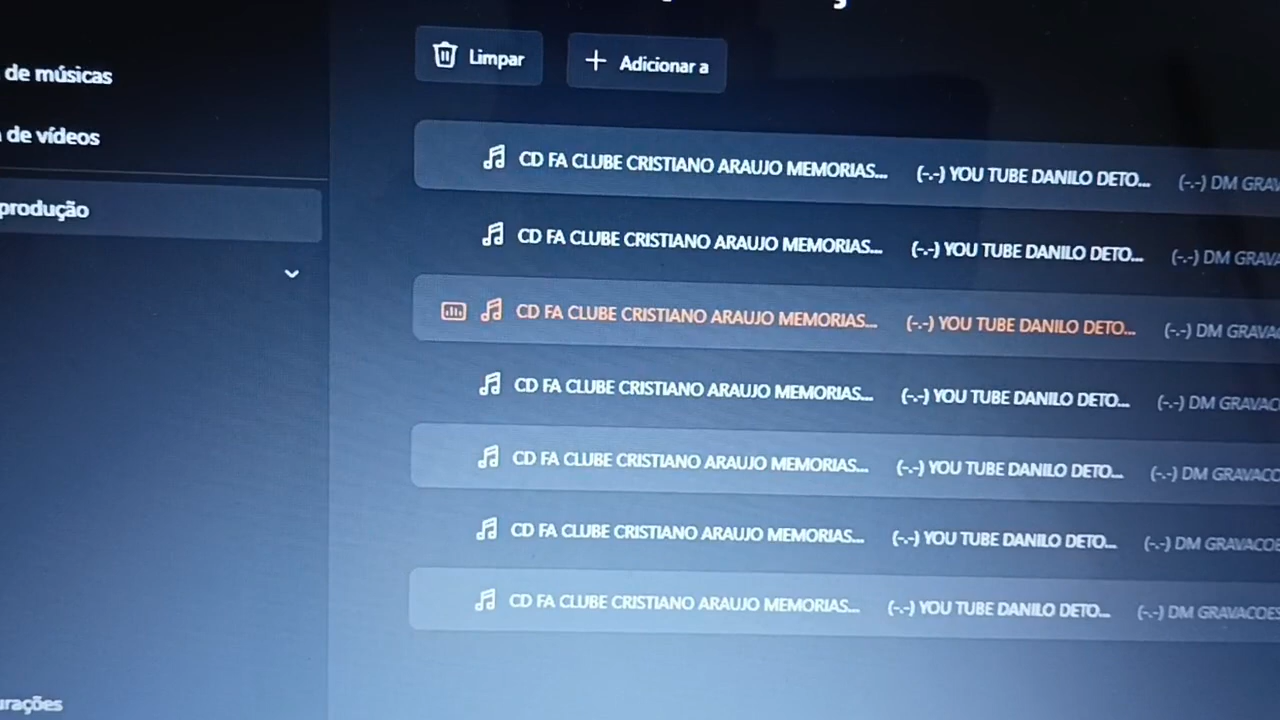 Limpar
Adicionar a
de músicas
de vídeos
produção
CD FA CLUBE CRISTIANO ARAUJO MEMORIAS... (-.-) YOU TUBE DANILO DETO... (-.-) DM GRAVA
CD FA CLUBE CRISTIANO ARAUJO MEMORIAS... (-.-) YOU TUBE DANILO DETO... (-.-) DM GRAVA
CD FA CLUBE CRISTIANO ARAUJO MEMORIAS... (-.-) YOU TUBE DANILO DETO... (-.-) DM GRAVAC
CD FA CLUBE CRISTIANO ARAUJO MEMORIAS... (-.-) YOU TUBE DANILO DETO... (-.-) DM GRAVAC
CD FA CLUBE CRISTIANO ARAUJO MEMORIAS... (-.-) YOU TUBE DANILO DETO... (-.-) DM GRAVACO
CD FA CLUBE CRISTIANO ARAUJO MEMORIAS... (-.-) YOU TUBE DANILO DETO... (-.-) DM GRAVACOE
CD FA CLUBE CRISTIANO ARAUJO MEMORIAS... (-.-) YOU TUBE DANILO DETO... (-.-) DM GRAVACOES
urações